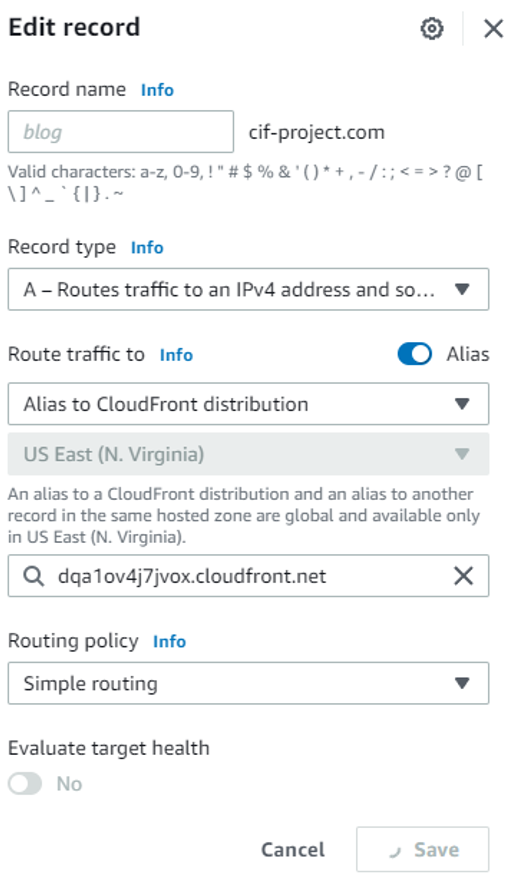 Edit record
Record name Info
blog cif-project.com
Valid characters: a-z, 0-9, ! " # $ % & ' ( ) * + , - / : ; < = > ? @ [
\ ] ^ _ ` { | } . ~
Record type Info
A – Routes traffic to an IPv4 address and so...
Route traffic to Info Alias
Alias to CloudFront distribution
US East (N. Virginia)
An alias to a CloudFront distribution and an alias to another
record in the same hosted zone are global and available only
in US East (N. Virginia).
dqa1ov4j7jvox.cloudfront.net
Routing policy Info
Simple routing
Evaluate target health
No
Cancel Save